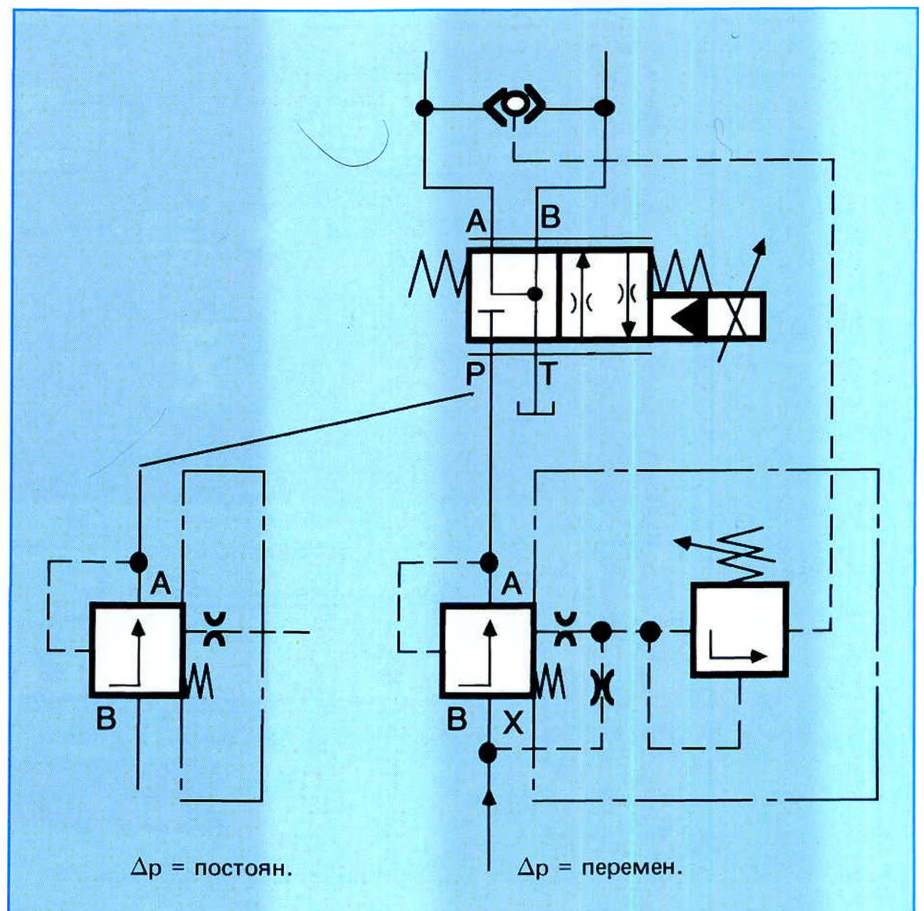 A B
P T
A A
B B X
Δp = постоян. Δp = перемен.